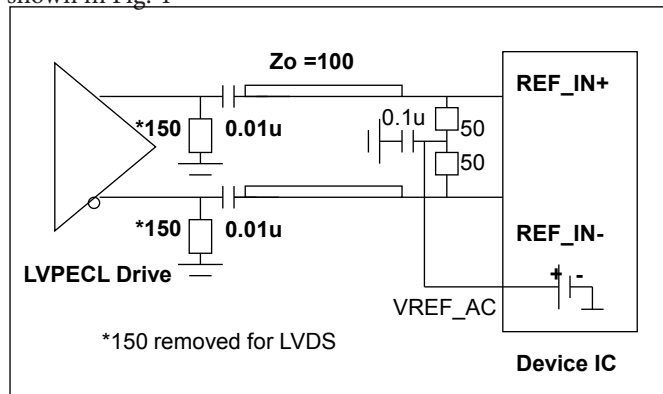 shown in Fig. 4
Zo =100
REF_IN+
0.1u
50
*150
0.01u
50
*150
0.01u
REF_IN-
LVPECL Drive
+
-
VREF_AC
*150 removed for LVDS
Device IC